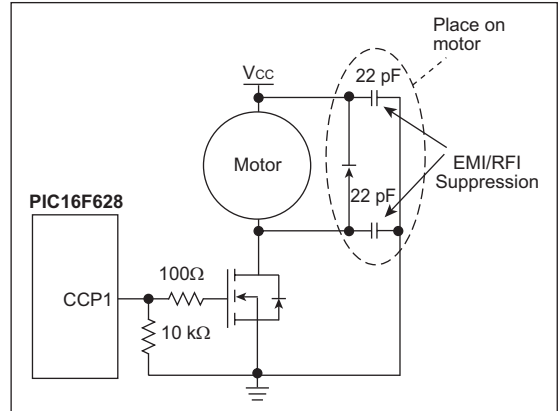 Place on
motor
VCC
22 pF
Motor
EMI/RFI
Suppression
22 pF
PIC16F628
100Ω
CCP1
10 kΩ